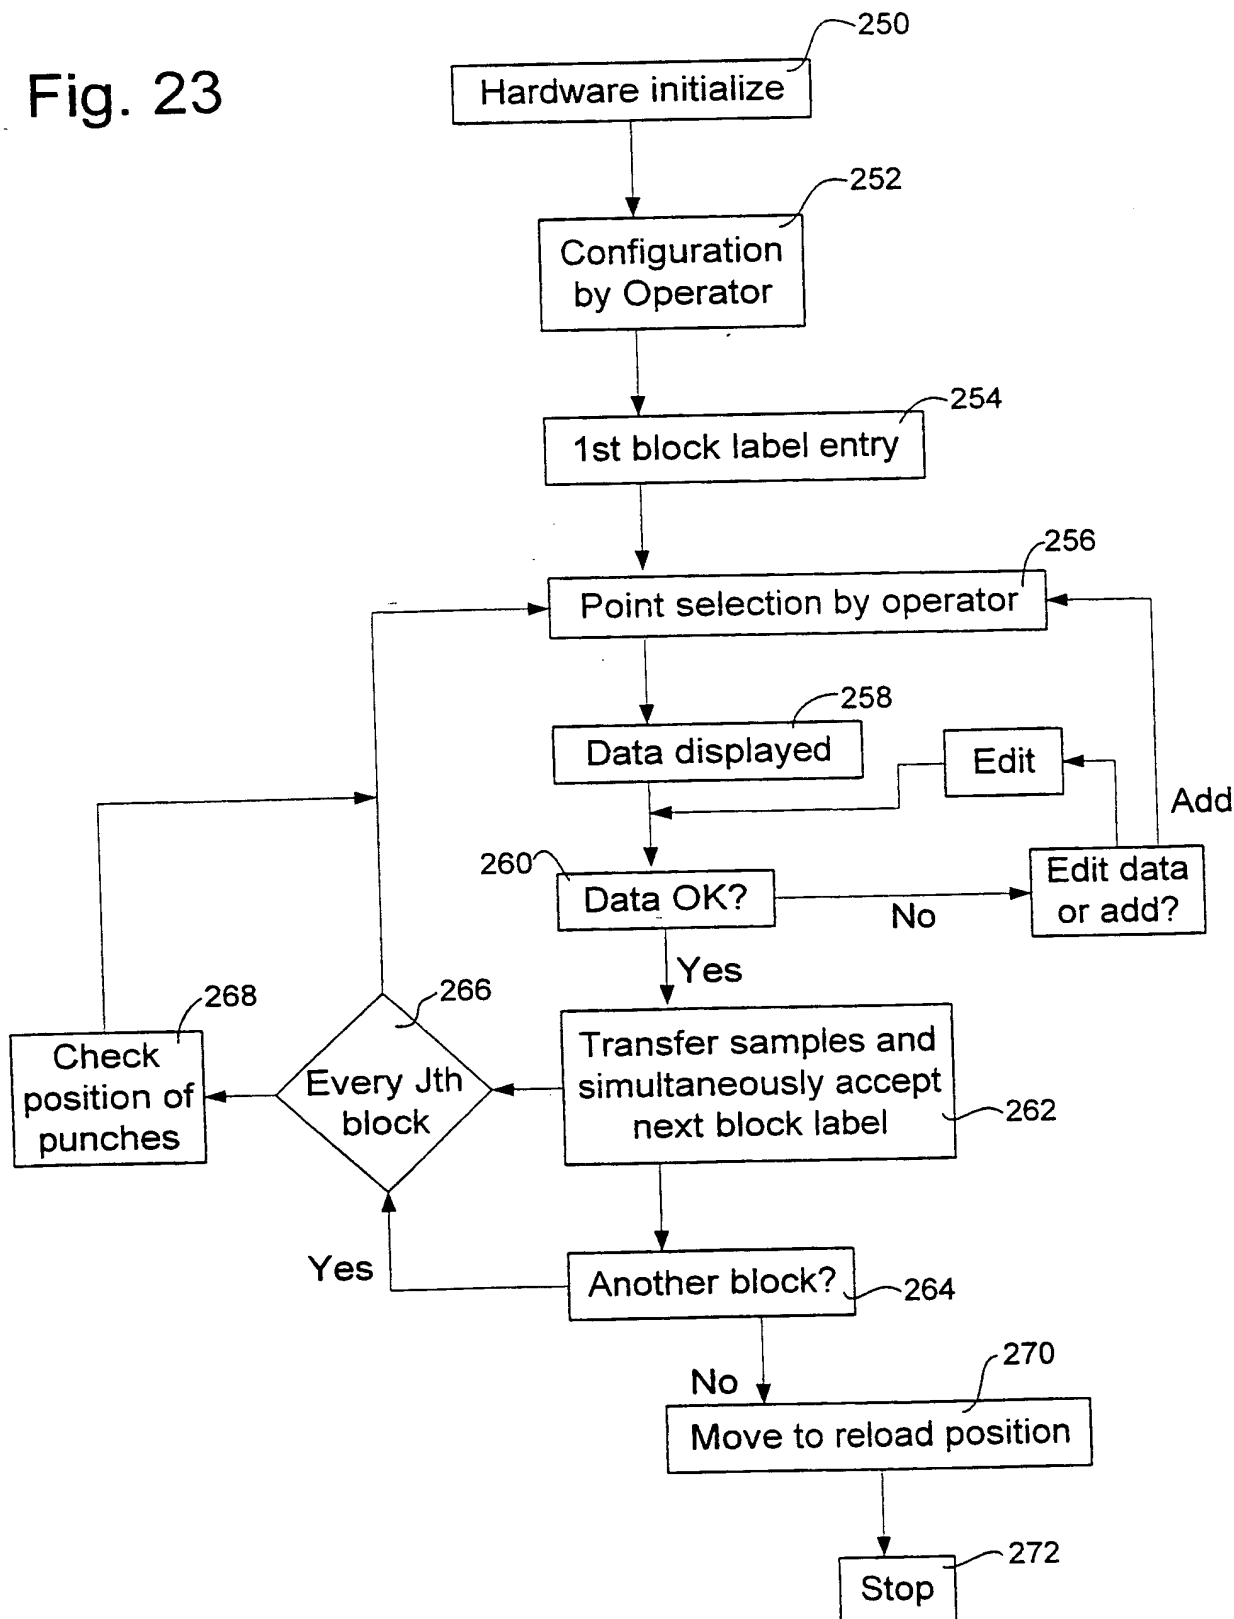 Fig. 23
250
Hardware initialize
252
Configuration
by Operator
254
1st block label entry
256
Point selection by operator
258
Data displayed
Edit
Add
260
Data OK?
No
Edit data
or add?
Yes
268
266
Check
position of
punches
Every Jth
block
Transfer samples and
simultaneously accept
next block label
262
Yes
Another block?
264
No
270
Move to reload position
272
Stop